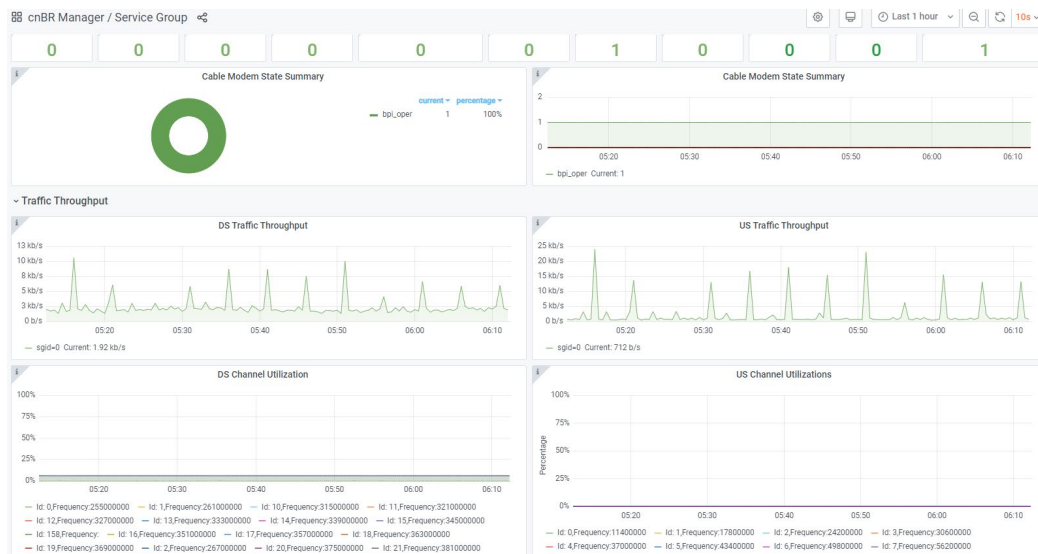 cnBR Manager / Service Group
Last 1 hour
10s
0 0 0 0 0 0 1 0 0 0 1
Cable Modem State Summary
current percentage
bpi_oper 1 100%
Cable Modem State Summary
2
1
0
05:20 05:30 05:40 05:50 06:00 06:10
bpi_oper Current: 1
Traffic Throughput
DS Traffic Throughput
13 kb/s
10 kb/s
8 kb/s
5 kb/s
3 kb/s
0 b/s
05:20 05:30 05:40 05:50 06:00 06:10
sgid=0 Current: 1.92 kb/s
US Traffic Throughput
25 kb/s
20 kb/s
15 kb/s
10 kb/s
5 kb/s
0 b/s
05:20 05:30 05:40 05:50 06:00 06:10
sgid=0 Current: 712 b/s
DS Channel Utilization
100%
75%
50%
25%
0%
05:20 05:30 05:40 05:50 06:00 06:10
Id: 0,Frequency:255000000 Id: 1,Frequency:261000000 Id: 10,Frequency:315000000 Id: 11,Frequency:321000000
Id: 12,Frequency:327000000 Id: 13,Frequency:333000000 Id: 14,Frequency:339000000 Id: 15,Frequency:345000000
Id: 158,Frequency: Id: 16,Frequency:351000000 Id: 17,Frequency:357000000 Id: 18,Frequency:363000000
Id: 19,Frequency:369000000 Id: 2,Frequency:267000000 Id: 20,Frequency:375000000 Id: 21,Frequency:381000000
US Channel Utilizations
Percentage
100%
75%
50%
25%
0%
05:20 05:30 05:40 05:50 06:00 06:10
Id: 0,Frequency:11400000 Id: 1,Frequency:17800000 Id: 2,Frequency:24200000 Id: 3,Frequency:30600000
Id: 4,Frequency:37000000 Id: 5,Frequency:43400000 Id: 6,Frequency:49800000 Id: 7,Frequency:56200000